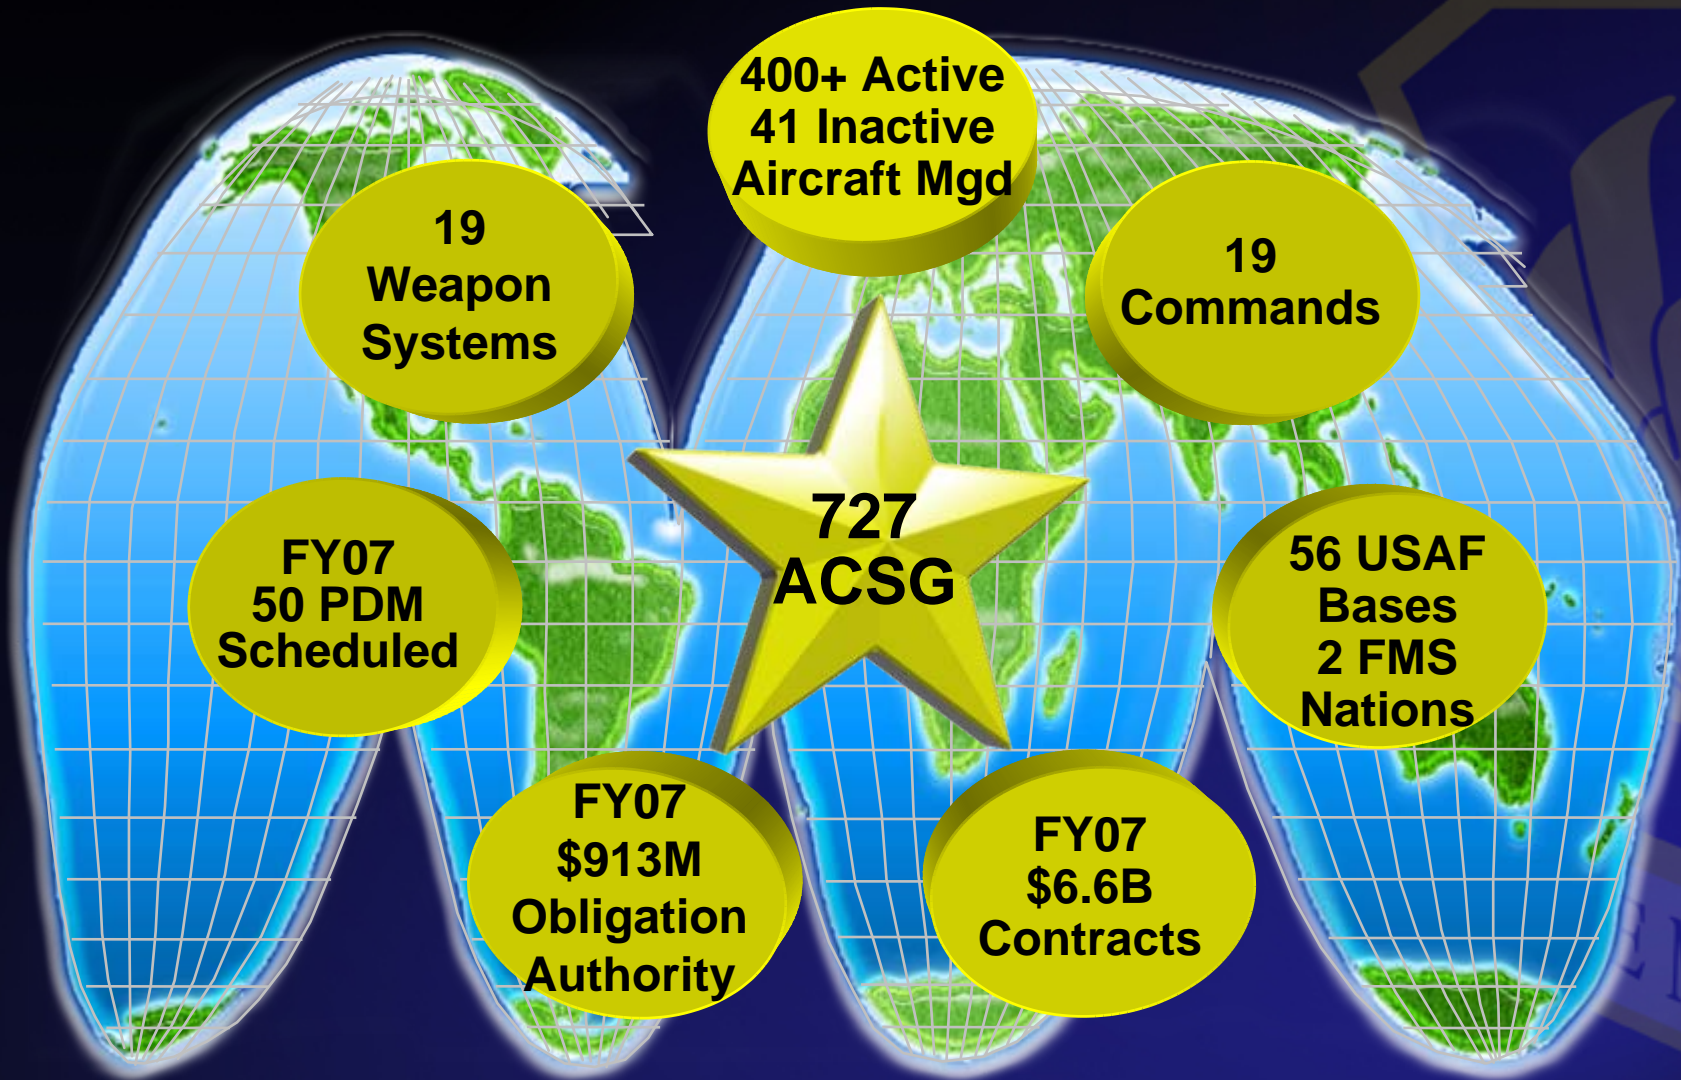 400+ Active
41 Inactive
Aircraft Mgd
19
Weapon
Systems
19
Commands
727
ACSG
FY07
50 PDM
Scheduled
56 USAF
Bases
2 FMS
Nations
FY07
$913M
Obligation
Authority
FY07
$6.6B
Contracts